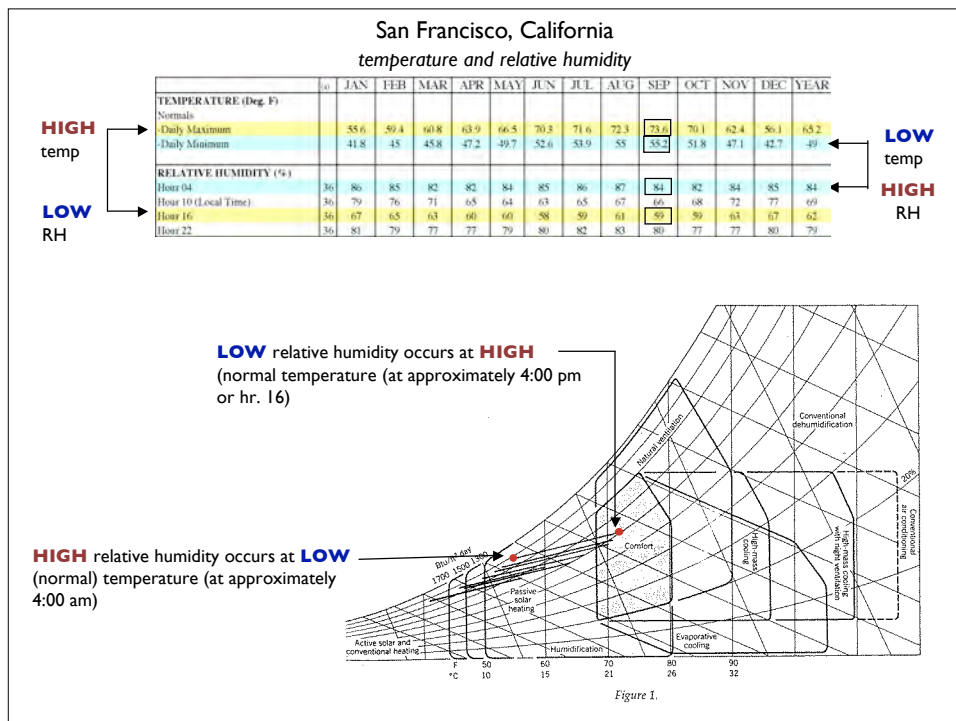 San Francisco, California
temperature and relative humidity
(a) JAN FEB MAR APR MAY JUN JUL AUG SEP OCT NOV DEC YEAR
TEMPERATURE (Deg. F)
Normals
-Daily Maximum 55.6 59.4 60.8 63.9 66.5 70.3 71.6 72.3 73.6 70.1 62.4 56.1 65.2
-Daily Minimum 41.8 45 45.8 47.2 49.7 52.6 53.9 55 55.2 51.8 47.1 42.7 49
RELATIVE HUMIDITY (%)
Hour 04 36 86 85 82 82 84 85 86 87 84 82 84 85 84
Hour 10 (Local Time) 36 79 76 71 65 64 63 65 67 66 68 72 77 69
Hour 16 36 67 65 63 60 60 58 59 61 59 59 63 67 62
Hour 22 36 81 79 77 77 79 80 82 83 80 77 77 80 79
HIGH
temp
LOW
RH
LOW
temp
HIGH
RH
LOW relative humidity occurs at HIGH
(normal temperature (at approximately 4:00 pm
or hr. 16)
HIGH relative humidity occurs at LOW
(normal) temperature (at approximately
4:00 am)
Conventional
dehumidification
Natural ventilation
20%
Conventional
air conditioning
High-mass cooling
with night ventilation
High-mass
cooling
Comfort
Btu/ft² day
1700 1500 1300
Passive
solar
heating
Active solar and
conventional heating
Humidification
Evaporative
cooling
F 50 60 70 80 90
°C 10 15 21 26 32
Figure 1.